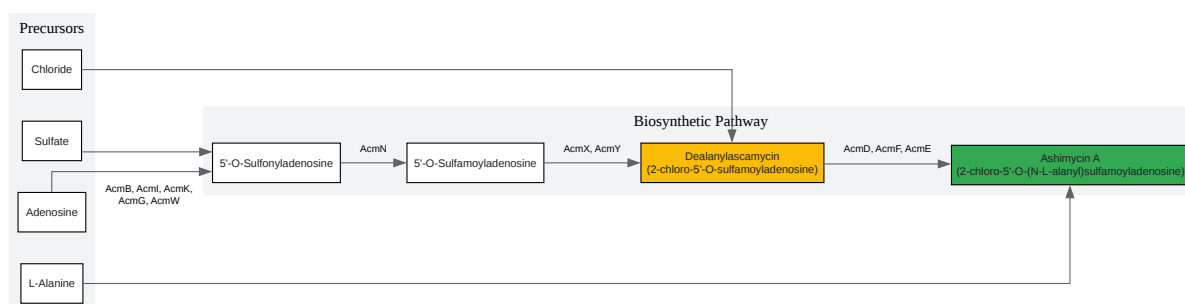 Precursors
Chloride
Biosynthetic Pathway
Sulfate
5'-O-Sulfonyladenosine
AcmN
5'-O-Sulfamoyladenosine
AcmX, AcmY
Dealanylascamycin
(2-chloro-5'-O-sulfamoyladenosine)
AcmD, AcmF, AcmE
Ashimycin A
(2-chloro-5'-O-(N-L-alanyl)sulfamoyladenosine)
AcmB, AcmI, AcmK,
AcmG, AcmW
Adenosine
L-Alanine